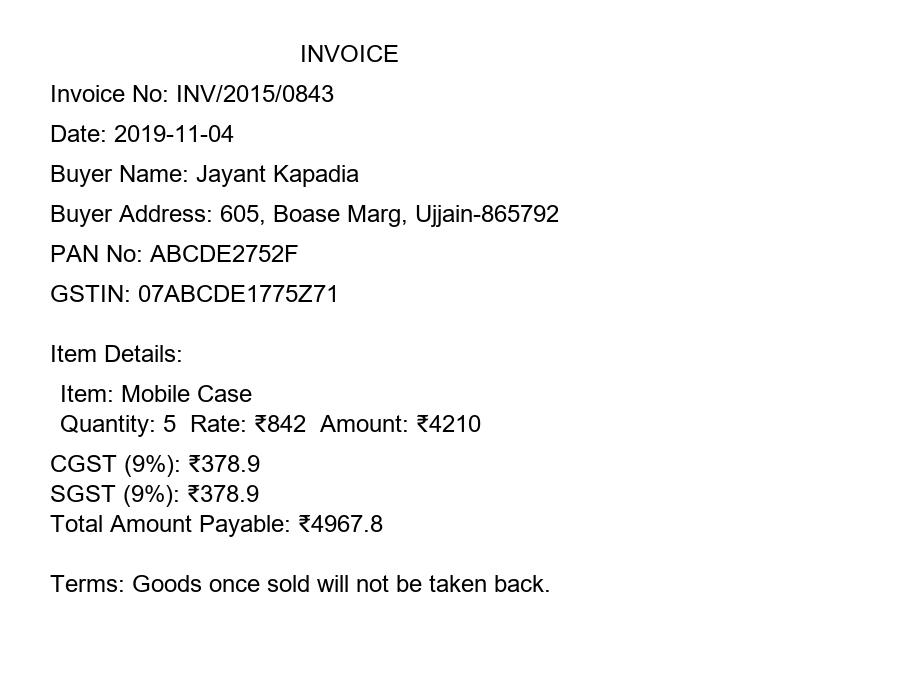 INVOICE
Invoice No: INV/2015/0843
Date: 2019-11-04
Buyer Name: Jayant Kapadia
Buyer Address: 605, Boase Marg, Ujjain-865792
PAN No: ABCDE2752F
GSTIN: 07ABCDE1775Z71
Item Details:
Item: Mobile Case
Quantity: 5  Rate: ₹842  Amount: ₹4210
CGST (9%): ₹378.9
SGST (9%): ₹378.9
Total Amount Payable: ₹4967.8
Terms: Goods once sold will not be taken back.